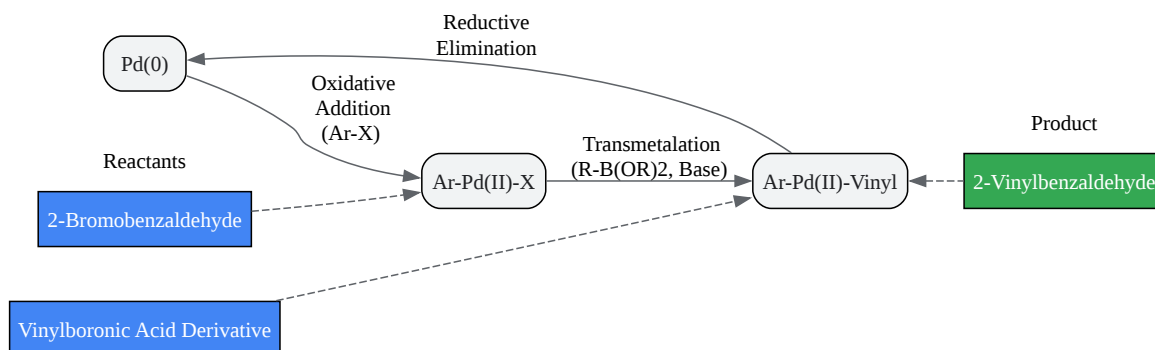 Reductive
Elimination
Pd(0)
Oxidative
Addition
(Ar-X)
Product
Transmetalation
(R-B(OR)2, Base)
Reactants
Ar-Pd(II)-X
Ar-Pd(II)-Vinyl
2-Vinylbenzaldehyde
2-Bromobenzaldehyde
Vinylboronic Acid Derivative